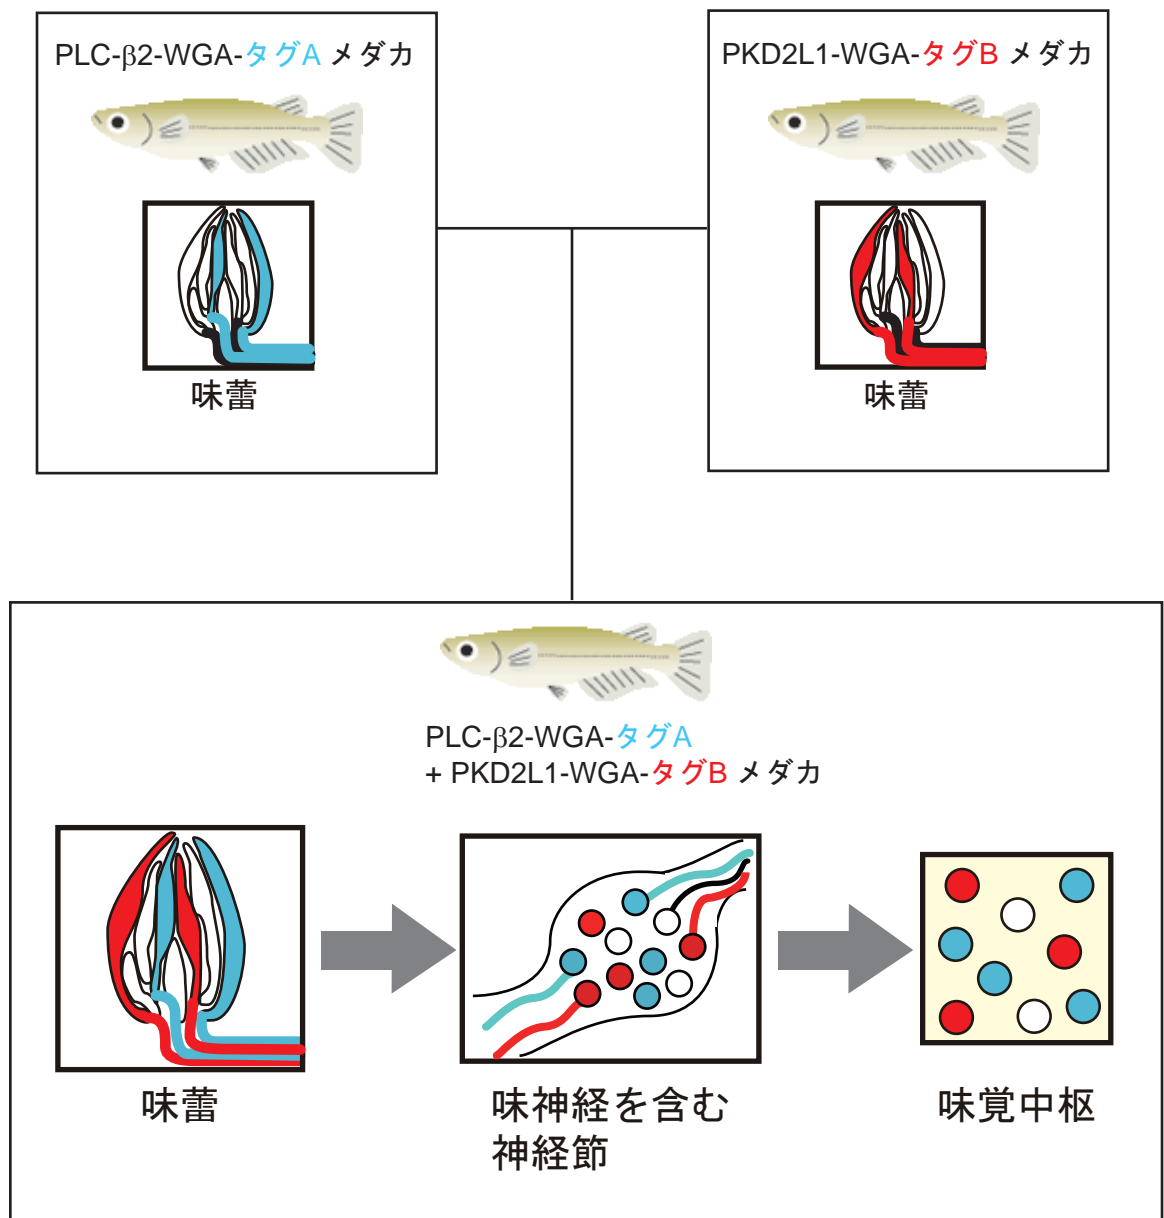 PLC-β2-WGA-タグA メダカ
味蕾
PKD2L1-WGA-タグB メダカ
味蕾
PLC-β2-WGA-タグA
+ PKD2L1-WGA-タグB メダカ
味蕾
味神経を含む
神経節
味覚中枢